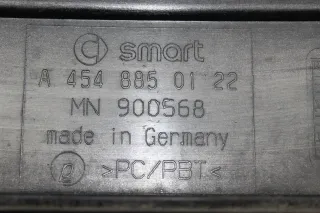 smart
A 454 885 01 22
MN 900568
made in Germany
>PC/PBT<